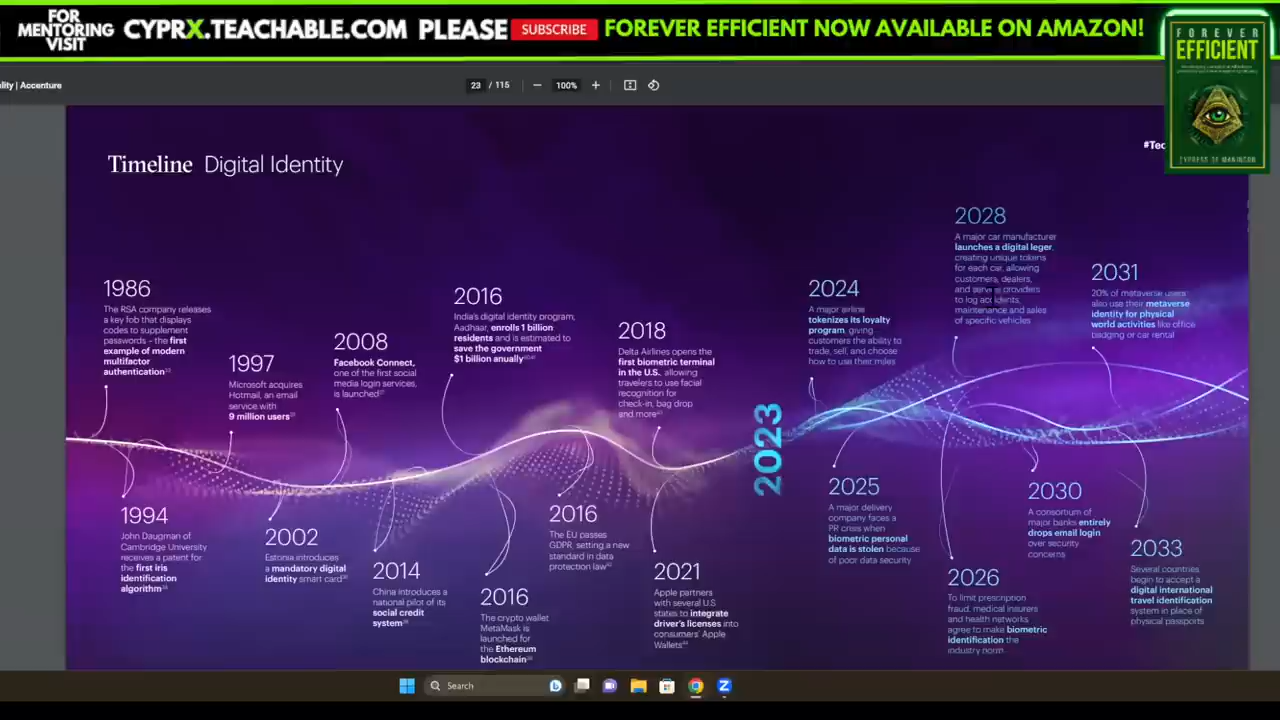 FOR
MENTORING
VISIT
CYPRX.TEACHABLE.COM PLEASE
SUBSCRIBE
FOREVER EFFICIENT NOW AVAILABLE ON AMAZON!
FOREVER
EFFICIENT
lity | Accenture
23 / 115
100%
Timeline Digital Identity
#Tec
1986
The RSA company releases
a key fob that displays
codes to supplement
passwords – the first
example of modern
multifactor
authentication
1997
Microsoft acquires
Hotmail, an email
service with
9 million users
2008
Facebook Connect,
one of the first social
media login services,
is launched
2016
India's digital identity program,
Aadhaar, enrolls 1 billion
residents and is estimated to
save the government
$1 billion anually
2018
Delta Airlines opens the
first biometric terminal
in the U.S., allowing
travelers to use facial
recognition for
check-in, bag drop
and more
2023
2024
A major airline
tokenizes its loyalty
program, giving
customers the ability to
trade, sell, and choose
how to use their miles
2028
A major car manufacturer
launches a digital leger,
creating unique tokens
for each car, allowing
customers, dealers,
and service providers
to log accidents,
maintenance and sales
of specific vehicles
2031
20% of metaverse users
also use their metaverse
identity for physical
world activities like office
badging or car rental
1994
John Daugman of
Cambridge University
receives a patent for
the first iris
identification
algorithm
2002
Estonia introduces
a mandatory digital
identity smart card
2014
China introduces a
national pilot of its
social credit
system
2016
The crypto wallet
MetaMask is
launched for
the Ethereum
blockchain
2016
The EU passes
GDPR, setting a new
standard in data
protection law
2021
Apple partners
with several U.S
states to integrate
driver's licenses into
consumers' Apple
Wallets
2025
A major delivery
company faces a
PR crisis when
biometric personal
data is stolen because
of poor data security
2026
To limit prescription
fraud, medical insurers
and health networks
agree to make biometric
identification the
industry norm
2030
A consortium of
major banks entirely
drops email login
over security
concerns
2033
Several countries
begin to accept a
digital international
travel identification
system in place of
physical passports
Search